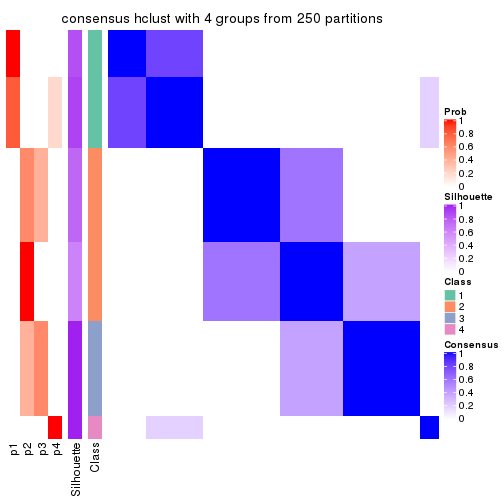 consensus hclust with 4 groups from 250 partitions
Prob
1
0.8
0.6
0.4
0.2
0
Silhouette
1
0.8
0.6
0.4
0.2
0
Class
1
2
3
4
Consensus
1
0.8
0.6
0.4
0.2
0
p1
p2
p3
p4
Silhouette
Class